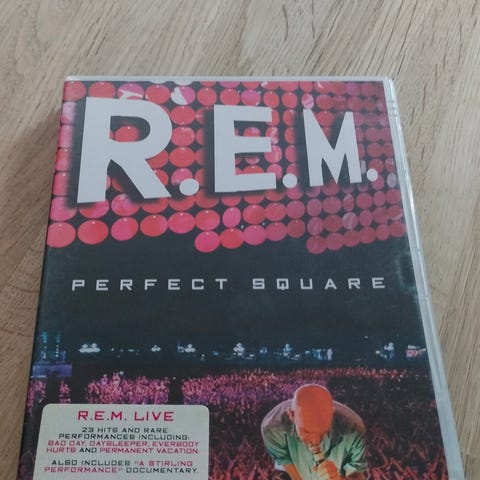 R.E.M.
PERFECT SQUARE
R.E.M. LIVE
23 HITS AND RARE
PERFORMANCES INCLUDING:
BAD DAY, DAYSLEEPER, EVERBODY
HURTS AND PERMANENT VACATION.
ALSO INCLUDES "A STIRLING
PERFORMANCE" DOCUMENTARY.